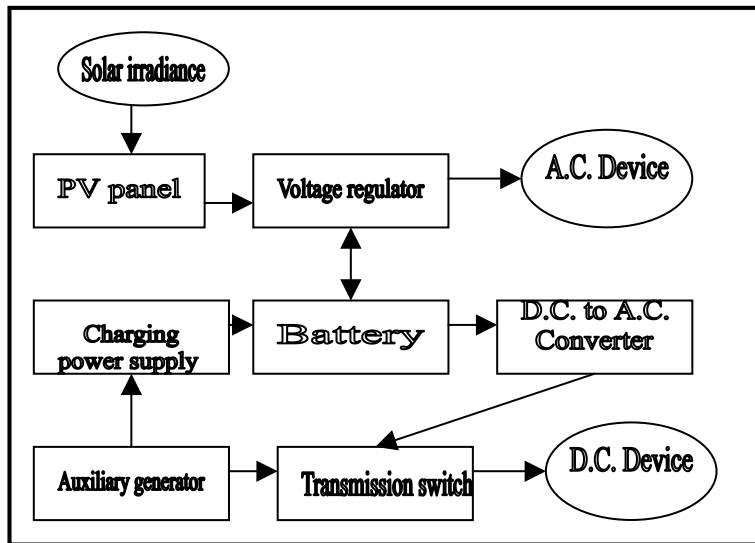 Solar irradiance
PV panel
Voltage regulator
A.C. Device
Charging
power supply
Battery
D.C. to A.C.
Converter
Auxiliary generator
Transmission switch
D.C. Device